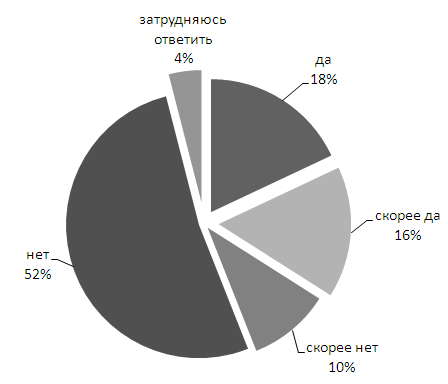 затрудняюсь
ответить
4%
да
18%
скорее да
16%
скорее нет
10%
нет
52%